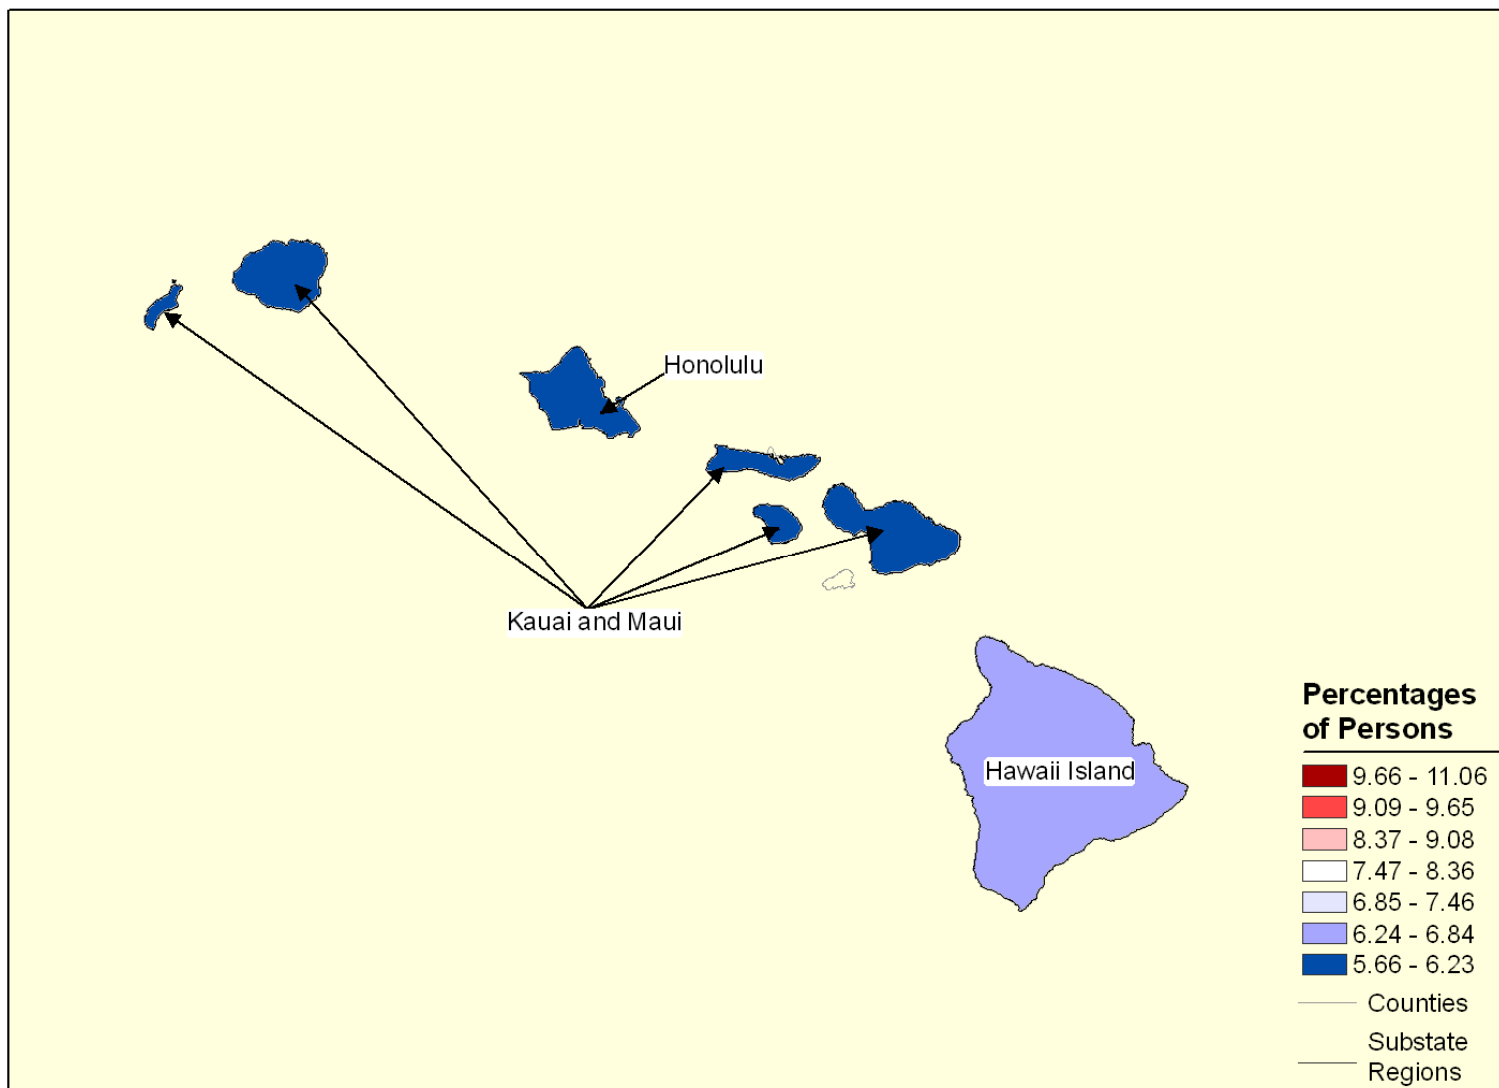 Honolulu
Kauai and Maui
Hawaii Island
Percentages
of Persons
9.66 - 11.06
9.09 - 9.65
8.37 - 9.08
7.47 - 8.36
6.85 - 7.46
6.24 - 6.84
5.66 - 6.23
Counties
Substate
Regions